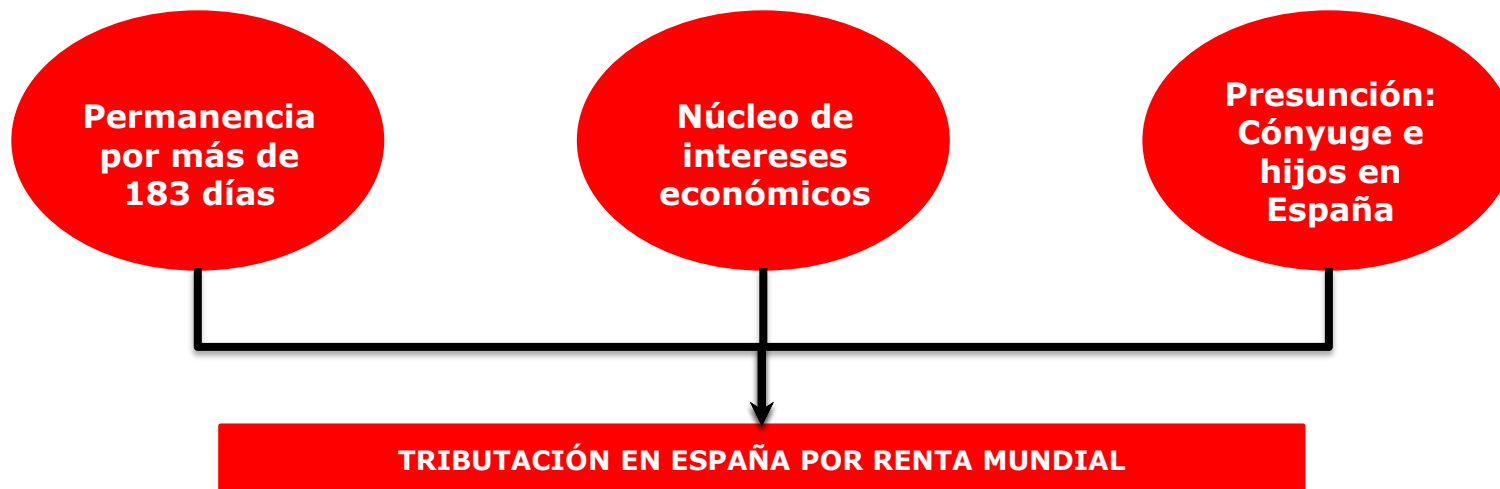 Permanencia
por más de
183 días
Núcleo de
intereses
económicos
Presunción:
Cónyuge e
hijos en
España
TRIBUTACIÓN EN ESPAÑA POR RENTA MUNDIAL